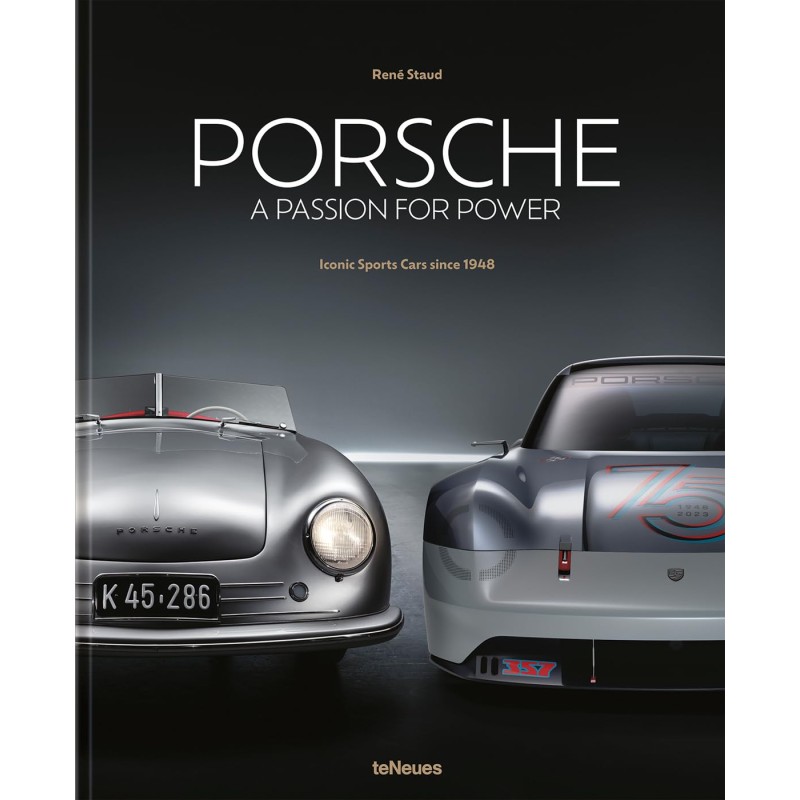 René Staud
PORSCHE
A PASSION FOR POWER
Iconic Sports Cars since 1948
PORSCHE
75
1948
2023
PORSCHE
K 45·286
357
teNeues